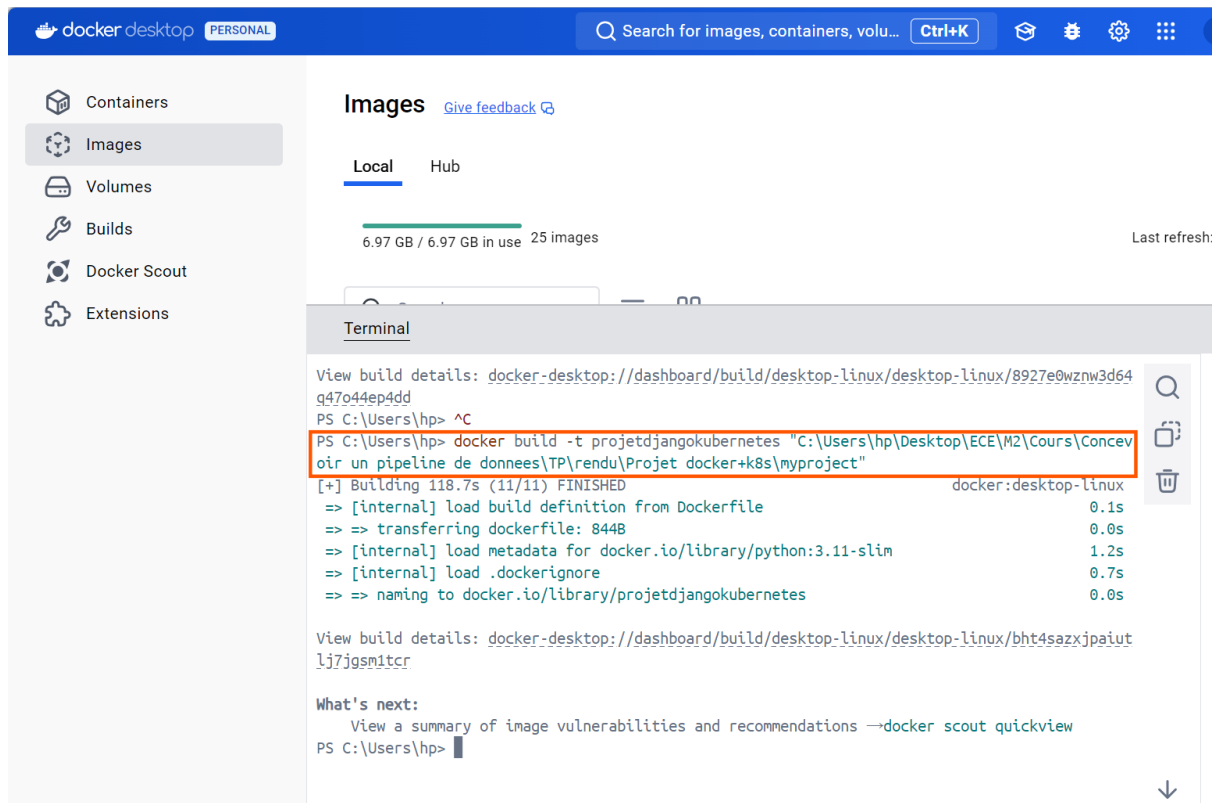 docker desktop PERSONAL
Search for images, containers, volu... Ctrl+K
Containers
Images
Volumes
Builds
Docker Scout
Extensions
Images Give feedback
Local Hub
6.97 GB / 6.97 GB in use 25 images
Last refresh:
Terminal
View build details: docker-desktop://dashboard/build/desktop-linux/desktop-linux/8927e0wznw3d64
q47o44ep4dd
PS C:\Users\hp> ^C
PS C:\Users\hp> docker build -t projetdjangokubernetes "C:\Users\hp\Desktop\ECE\M2\Cours\Concev
oir un pipeline de donnees\TP\rendu\Projet docker+k8s\myproject"
[+] Building 118.7s (11/11) FINISHED docker:desktop-linux
=> [internal] load build definition from Dockerfile 0.1s
=> => transferring dockerfile: 844B 0.0s
=> [internal] load metadata for docker.io/library/python:3.11-slim 1.2s
=> [internal] load .dockerignore 0.7s
=> => naming to docker.io/library/projetdjangokubernetes 0.0s
View build details: docker-desktop://dashboard/build/desktop-linux/desktop-linux/bht4sazxjpaiut
lj7jgsm1tcr
What's next:
View a summary of image vulnerabilities and recommendations →docker scout quickview
PS C:\Users\hp>